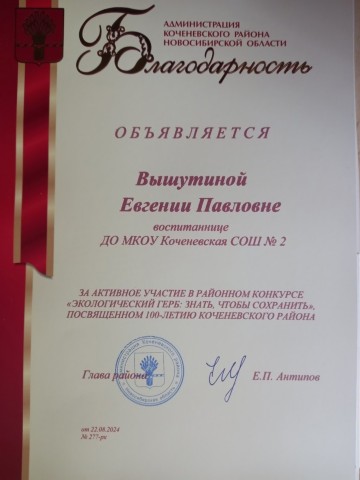 АДМИНИСТРАЦИЯ
КОЧЕНЕВСКОГО РАЙОНА
НОВОСИБИРСКОЙ ОБЛАСТИ
Благодарность
ОБЪЯВЛЯЕТСЯ
Вышутиной
Евгении Павловне
воспитаннице
ДО МКОУ Коченевская СОШ № 2
ЗА АКТИВНОЕ УЧАСТИЕ В РАЙОННОМ КОНКУРСЕ
«ЭКОЛОГИЧЕСКИЙ ГЕРБ: ЗНАТЬ, ЧТОБЫ СОХРАНИТЬ»,
ПОСВЯЩЕННОМ 100-ЛЕТИЮ КОЧЕНЕВСКОГО РАЙОНА
Глава района Е.П. Антипов
от 22.08.2024
№ 277-рк